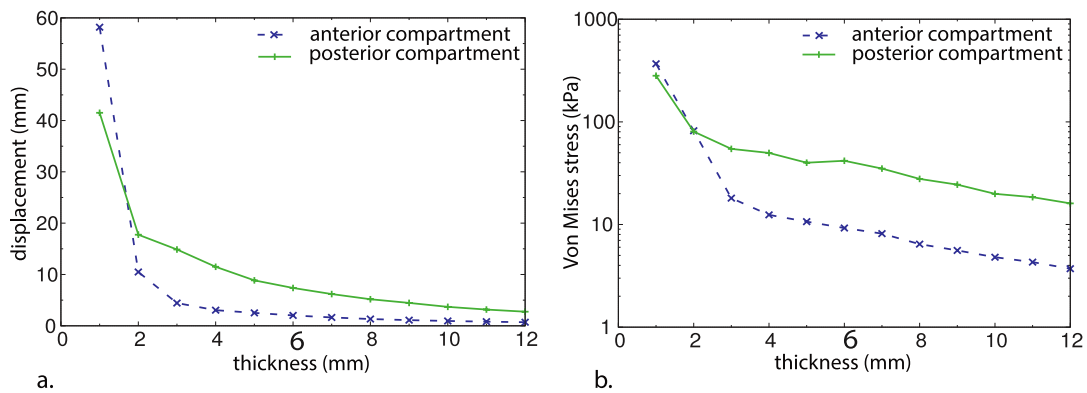 60
50
40
30
20
10
0
displacement (mm)
anterior compartment
posterior compartment
0 2 4 6 8 10 12
thickness (mm)
a.
1000
100
10
1
Von Mises stress (kPa)
anterior compartment
posterior compartment
0 2 4 6 8 10 12
thickness (mm)
b.